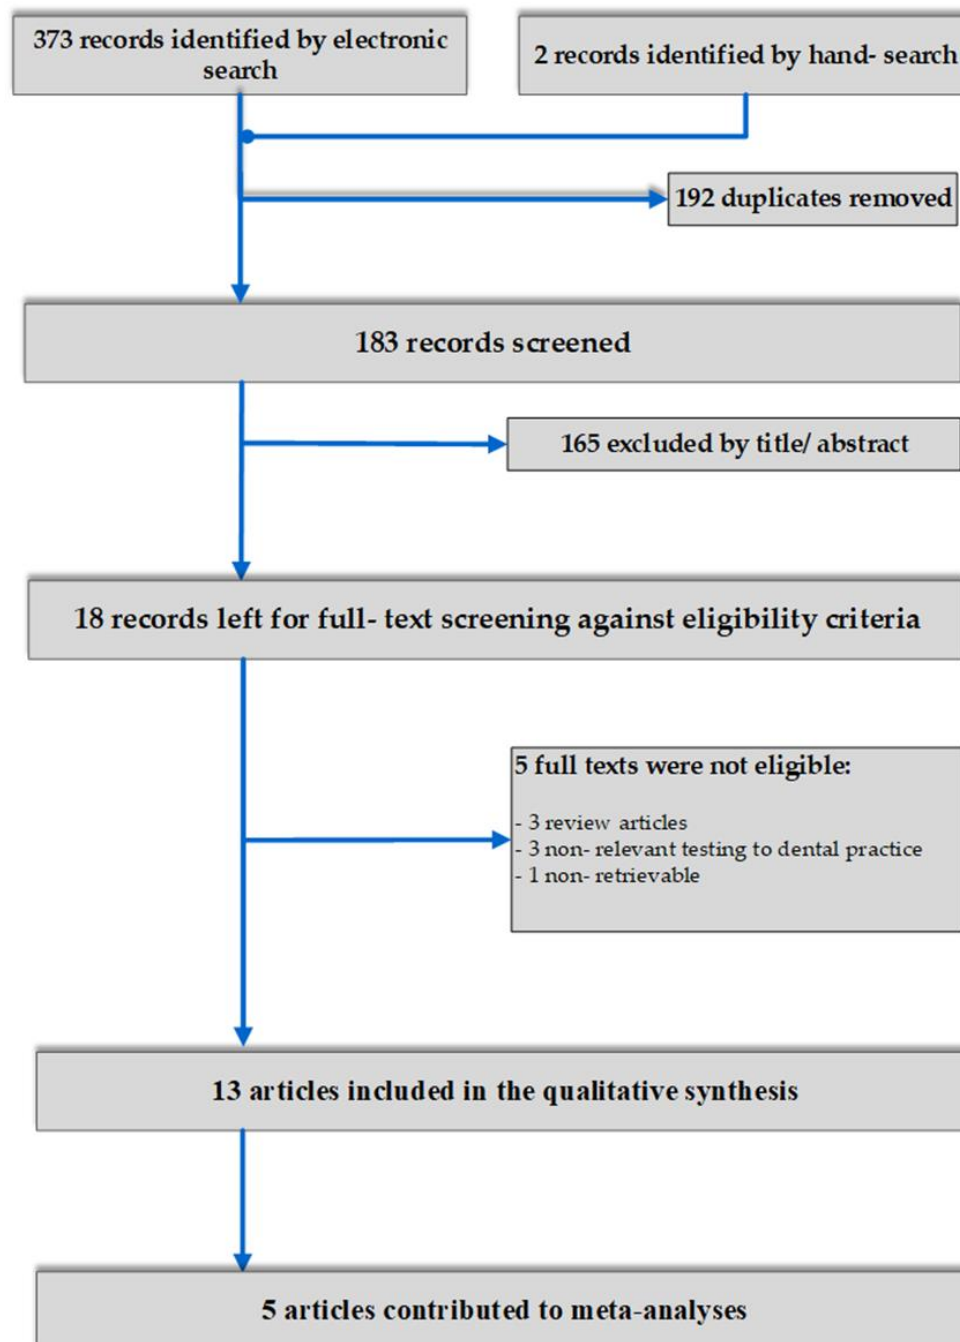 373 records identified by electronic
search
2 records identified by hand- search
192 duplicates removed
183 records screened
165 excluded by title/ abstract
18 records left for full- text screening against eligibility criteria
5 full texts were not eligible:
- 3 review articles
- 3 non- relevant testing to dental practice
- 1 non- retrievable
13 articles included in the qualitative synthesis
5 articles contributed to meta-analyses